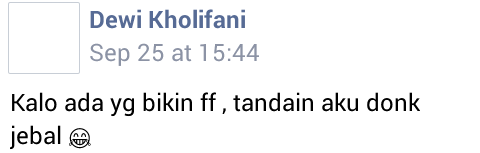 Dewi Kholifani
Sep 25 at 15:44
Kalo ada yg bikin ff , tandain aku donk
jebal 😁